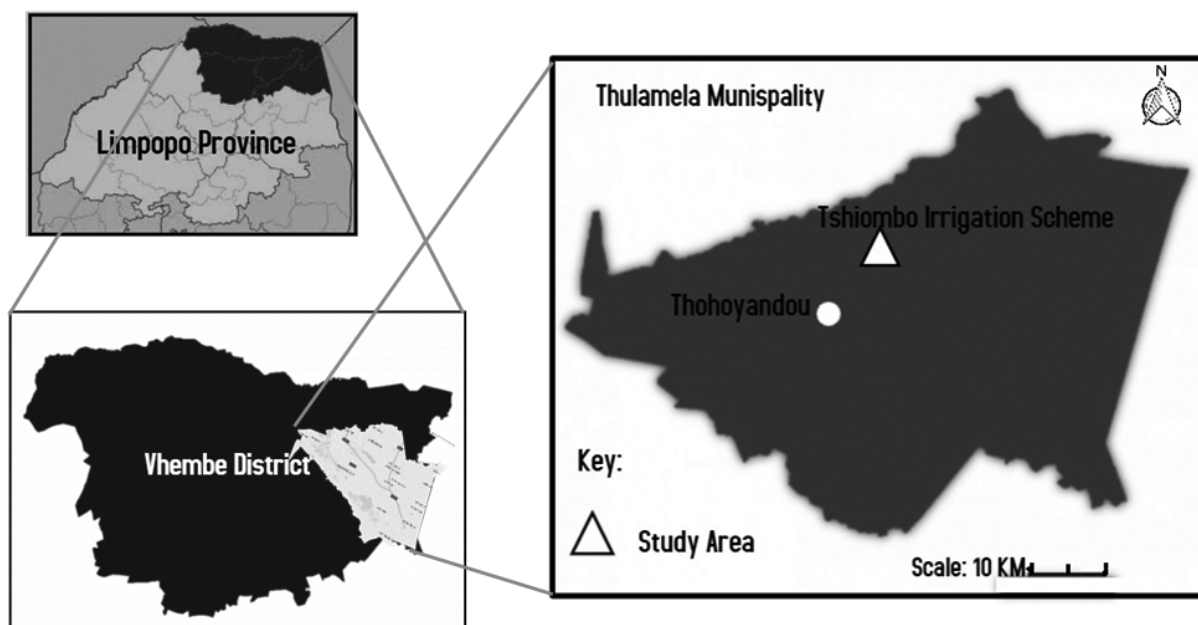 Limpopo Province
Vhembe District
Thulamela Munispality
N
Tshiombo Irrigation Scheme
Thohoyandou
Key:
Study Area
Scale: 10 KM